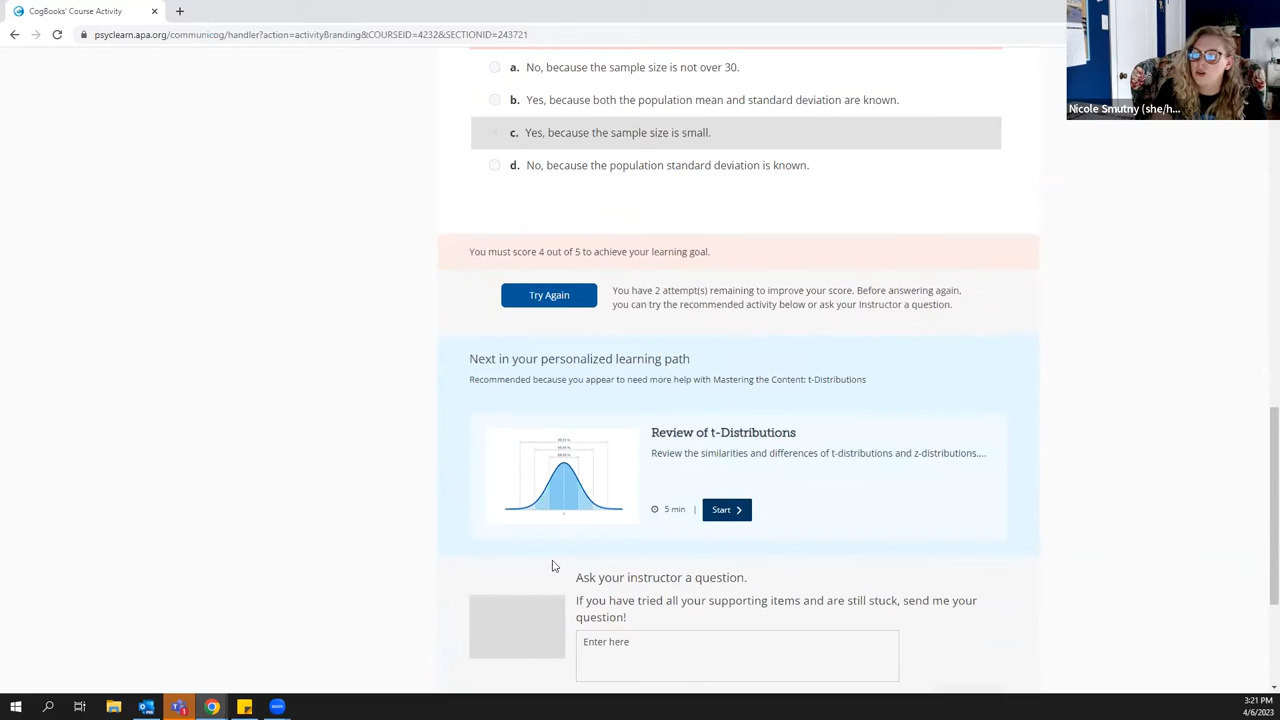 CogBooks' Course Activity
psyclearn.apa.org/communicog/handler?action=activityBranding&COURSEID=4232&SECTIONID=243721
Nicole Smutny (she/h...
a. No, because the sample size is not over 30.
b. Yes, because both the population mean and standard deviation are known.
c. Yes, because the sample size is small.
d. No, because the population standard deviation is known.
You must score 4 out of 5 to achieve your learning goal.
Try Again
You have 2 attempt(s) remaining to improve your score. Before answering again,
you can try the recommended activity below or ask your Instructor a question.
Next in your personalized learning path
Recommended because you appear to need more help with Mastering the Content: t-Distributions
Review of t-Distributions
Review the similarities and differences of t-distributions and z-distributions....
5 min | Start
Ask your instructor a question.
If you have tried all your supporting items and are still stuck, send me your
question!
Enter here
3:21 PM
4/6/2023